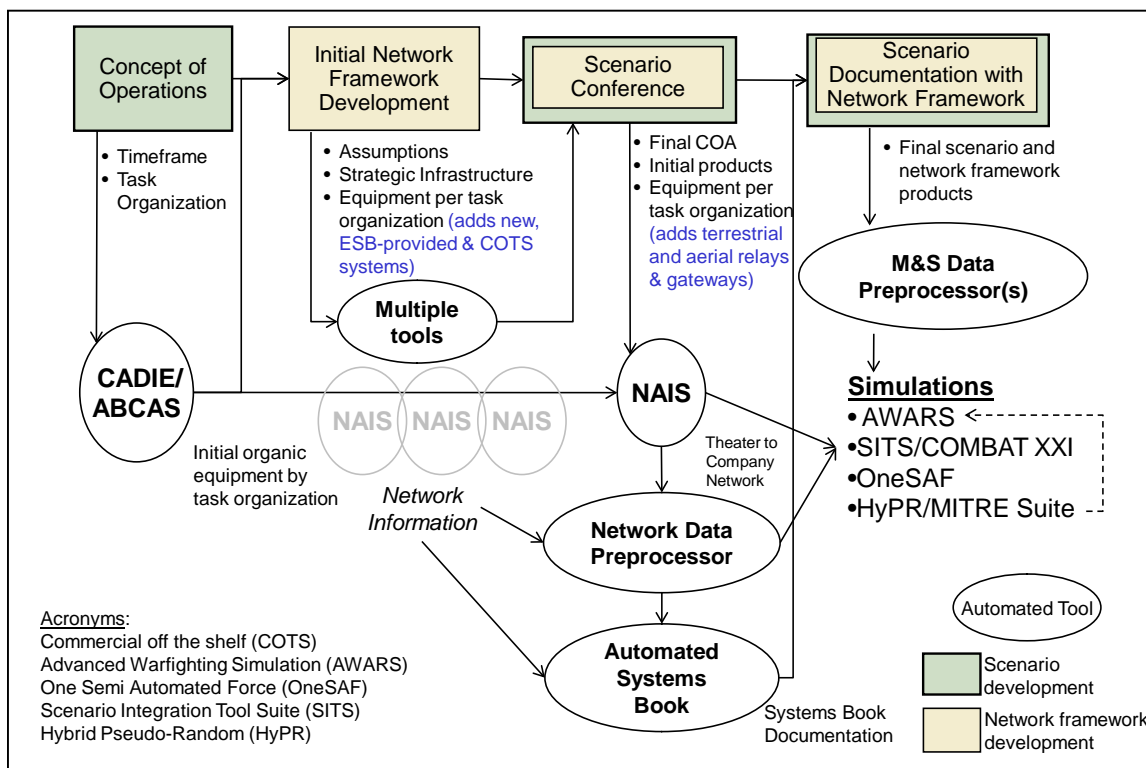 Concept of
Operations
Initial Network
Framework
Development
Scenario
Conference
Scenario
Documentation with
Network Framework
• Timeframe
• Task
Organization
• Assumptions
• Strategic Infrastructure
• Equipment per task
organization (adds new,
ESB-provided & COTS
systems)
• Final COA
• Initial products
• Equipment per
task organization
(adds terrestrial
and aerial relays
& gateways)
• Final scenario and
network framework
products
M&S Data
Preprocessor(s)
Multiple
tools
CADIE/
ABCAS
NAIS
NAIS
NAIS
NAIS
Simulations
•AWARS
•SITS/COMBAT XXI
•OneSAF
•HyPR/MITRE Suite
Initial organic
equipment by
task organization
Network
Information
Theater to
Company
Network
Network Data
Preprocessor
Automated
Systems
Book
Systems Book
Documentation
Acronyms:
Commercial off the shelf (COTS)
Advanced Warfighting Simulation (AWARS)
One Semi Automated Force (OneSAF)
Scenario Integration Tool Suite (SITS)
Hybrid Pseudo-Random (HyPR)
Automated Tool
Scenario
development
Network framework
development